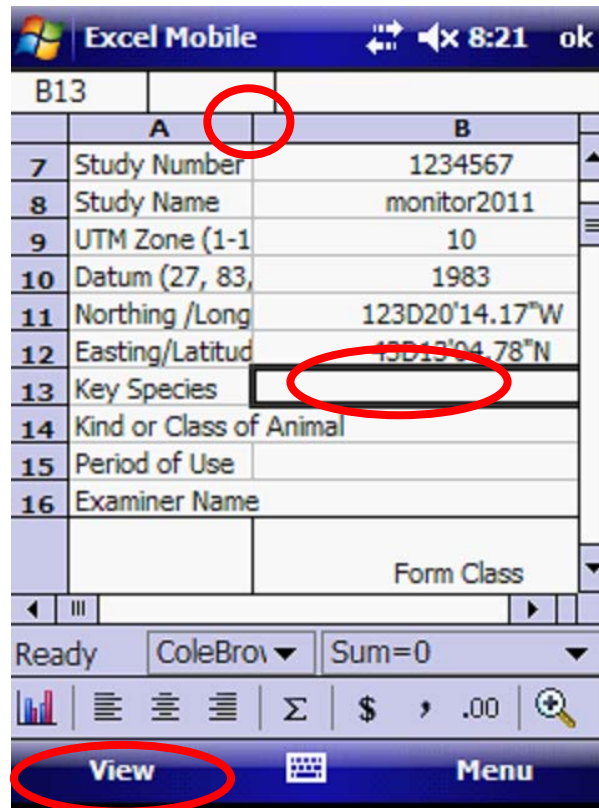 Excel Mobile 8:21 ok
B13
A B
7 Study Number 1234567
8 Study Name monitor2011
9 UTM Zone (1-1 10
10 Datum (27, 83, 1983
11 Northing /Long 123D20'14.17"W
12 Easting/Latitud 43D13'04.78"N
13 Key Species
14 Kind or Class of Animal
15 Period of Use
16 Examiner Name
Form Class
Ready ColeBro Sum=0
Σ $ , .00
View Menu